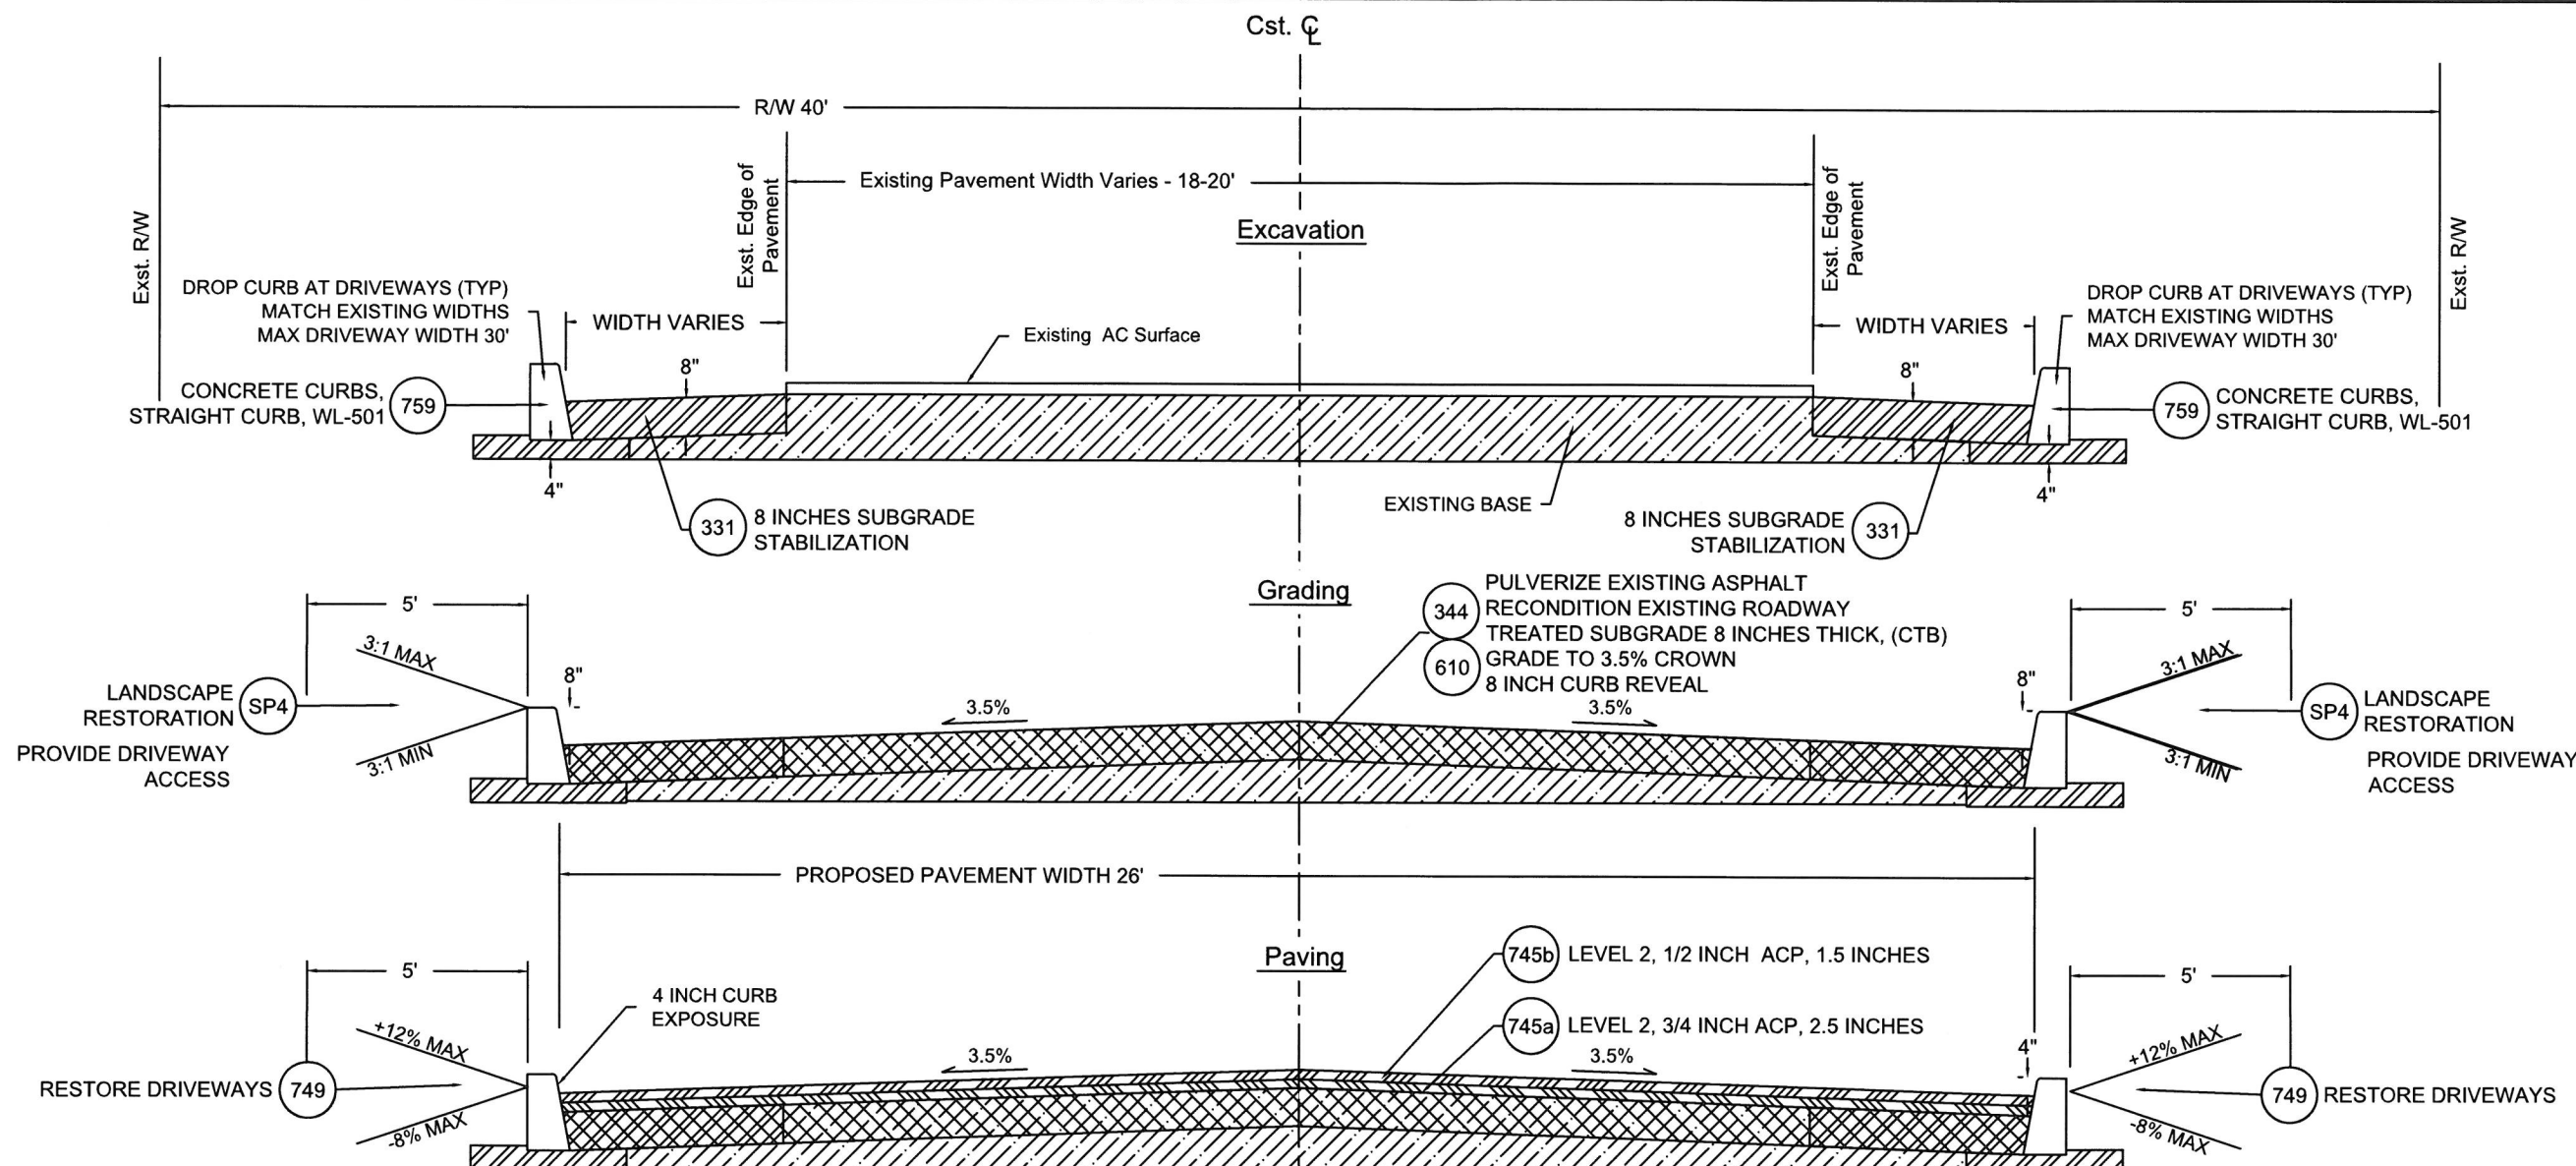 Cst. ℄
R/W 40'
Exst. R/W
Exst. Edge of
Pavement
Existing Pavement Width Varies - 18-20'
Exst. Edge of
Pavement
Exst. R/W
Excavation
DROP CURB AT DRIVEWAYS (TYP)
MATCH EXISTING WIDTHS
MAX DRIVEWAY WIDTH 30'
WIDTH VARIES
Existing AC Surface
WIDTH VARIES
DROP CURB AT DRIVEWAYS (TYP)
MATCH EXISTING WIDTHS
MAX DRIVEWAY WIDTH 30'
8"
8"
CONCRETE CURBS,
STRAIGHT CURB, WL-501
759
759
CONCRETE CURBS,
STRAIGHT CURB, WL-501
4"
4"
331
8 INCHES SUBGRADE
STABILIZATION
EXISTING BASE
8 INCHES SUBGRADE
STABILIZATION
331
Grading
344
610
PULVERIZE EXISTING ASPHALT
RECONDITION EXISTING ROADWAY
TREATED SUBGRADE 8 INCHES THICK, (CTB)
GRADE TO 3.5% CROWN
8 INCH CURB REVEAL
5'
5'
3:1 MAX
3:1 MIN
8"
LANDSCAPE
RESTORATION
SP4
PROVIDE DRIVEWAY
ACCESS
3.5%
3.5%
8"
3:1 MAX
3:1 MIN
SP4
LANDSCAPE
RESTORATION
PROVIDE DRIVEWAY
ACCESS
PROPOSED PAVEMENT WIDTH 26'
Paving
745b
LEVEL 2, 1/2 INCH ACP, 1.5 INCHES
745a
LEVEL 2, 3/4 INCH ACP, 2.5 INCHES
5'
5'
4 INCH CURB
EXPOSURE
+12% MAX
-8% MAX
RESTORE DRIVEWAYS
749
3.5%
3.5%
4"
+12% MAX
-8% MAX
749
RESTORE DRIVEWAYS